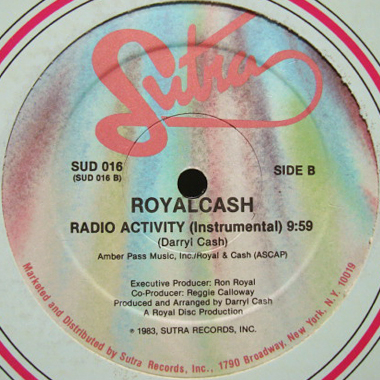 Sutra
SUD 016
(SUD 016 B)
SIDE B
ROYALCASH
RADIO ACTIVITY (Instrumental) 9:59
(Darryl Cash)
Amber Pass Music, Inc./Royal & Cash (ASCAP)
Executive Producer: Ron Royal
Co-Producer: Reggie Calloway
Produced and Arranged by Darryl Cash
A Royal Disc Production
℗ 1983, SUTRA RECORDS, INC.
Marketed and Distributed by Sutra Records, Inc., 1790 Broadway, New York, N.Y. 10019